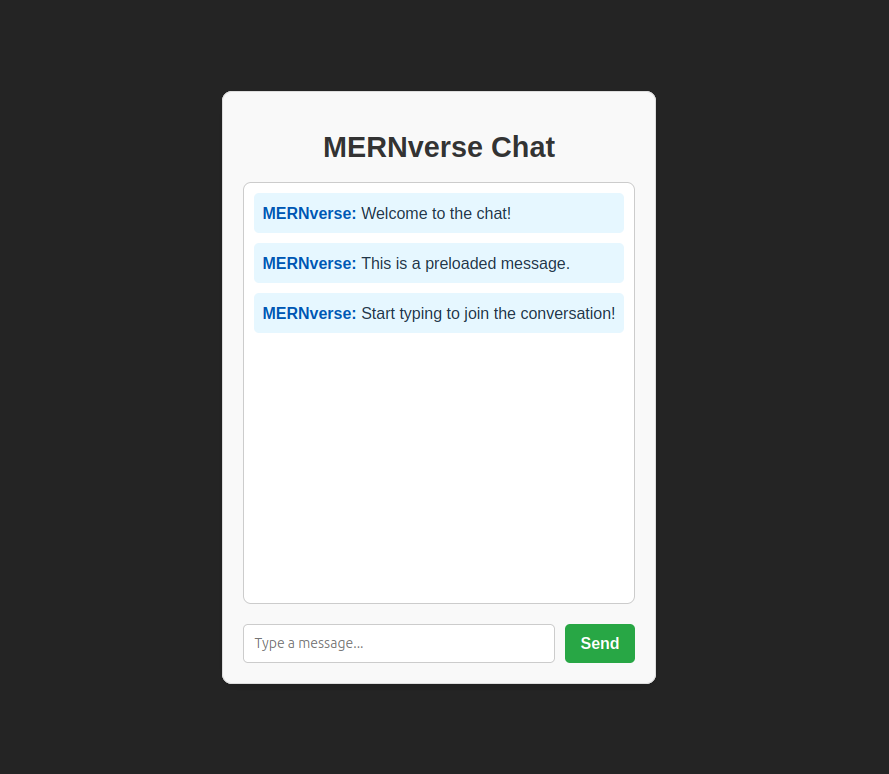 MERNverse Chat
MERNverse: Welcome to the chat!
MERNverse: This is a preloaded message.
MERNverse: Start typing to join the conversation!
Type a message...
Send